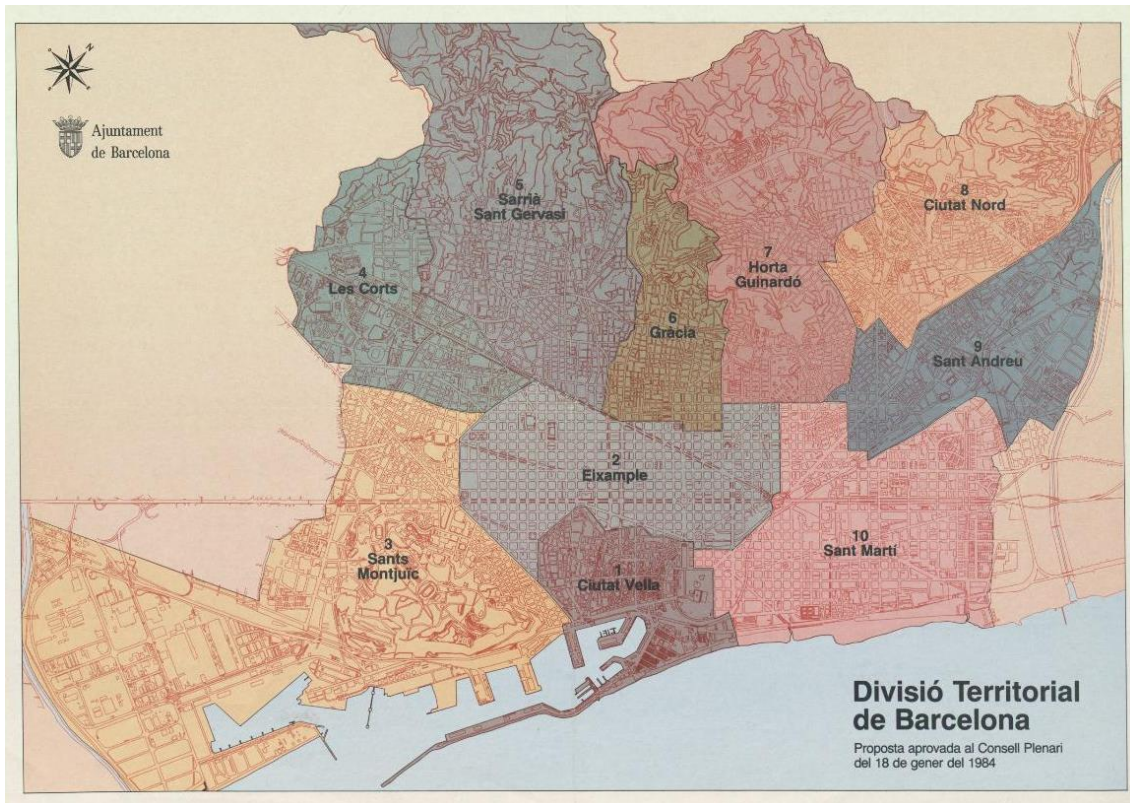 N
Ajuntament
de Barcelona
5
Sarrià
Sant Gervasi
8
Ciutat Nord
4
Les Corts
7
Horta
Guinardó
6
Gràcia
9
Sant Andreu
2
Eixample
3
Sants
Montjuïc
10
Sant Martí
1
Ciutat Vella
Divisió Territorial
de Barcelona
Proposta aprovada al Consell Plenari
del 18 de gener del 1984